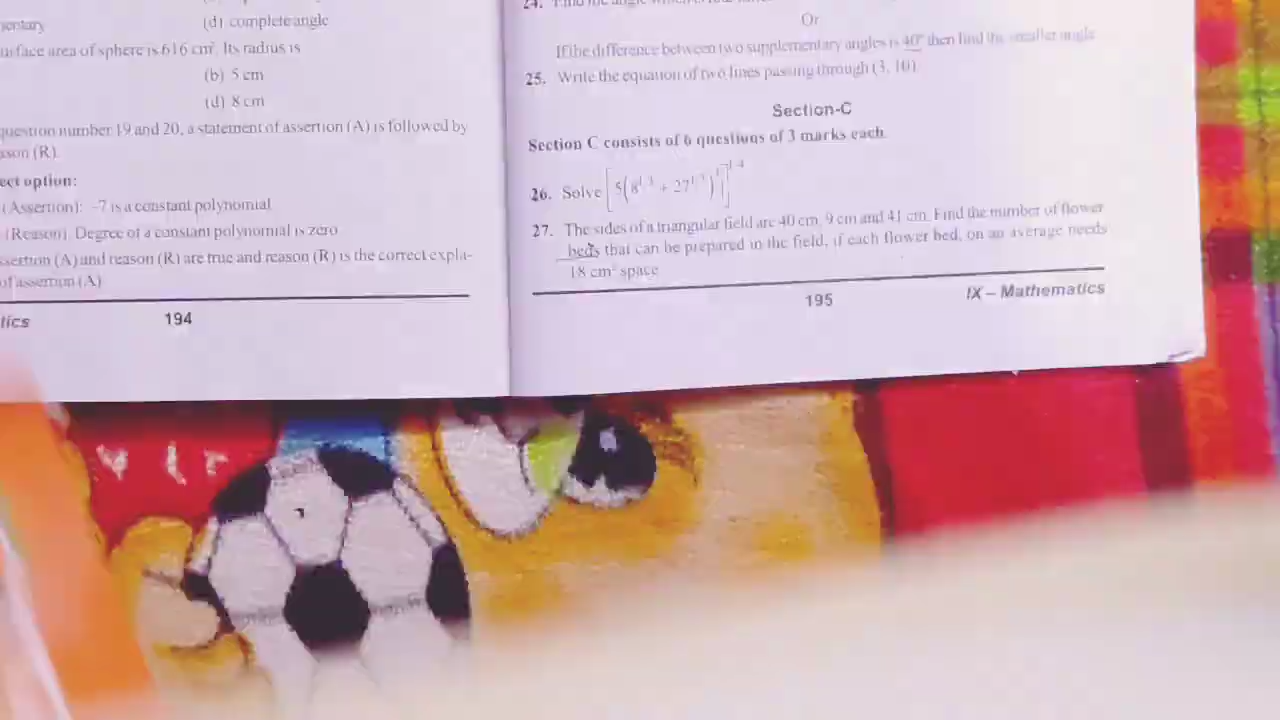 (d) complete angle
surface area of sphere is 616 cm². Its radius is
(b) 5 cm
(d) 8 cm
question number 19 and 20, a statement of assertion (A) is followed by
(R).
option:
(Assertion): -7 is a constant polynomial
(Reason). Degree of a constant polynomial is zero
(A) and reason (R) are true and reason (R) is the correct expla-
of assertion (A)
194
24.
Or
If the difference between two supplementary angles is 40° then find the smaller angle
25. Write the equation of two lines passing through (3, 10)
Section-C
Section C consists of 6 questions of 3 marks each.
26. Solve
27. The sides of a triangular field are 40 cm, 9 cm and 41 cm. Find the number of flower
beds that can be prepared in the field, if each flower bed, on an average needs
18 cm² space
195 IX – Mathematics